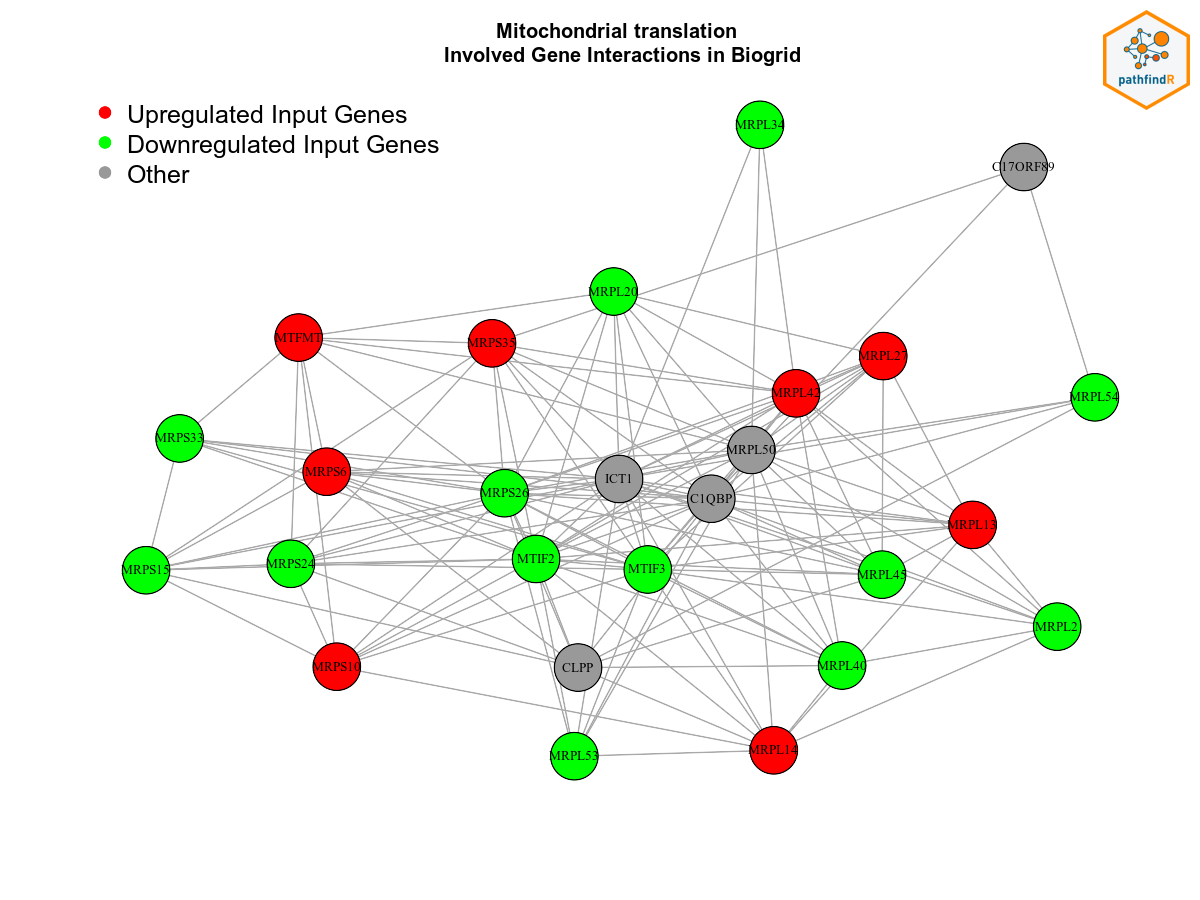 Mitochondrial translation
Involved Gene Interactions in Biogrid
pathfindR
Upregulated Input Genes
Downregulated Input Genes
Other
MRPL34
C17ORF89
MRPL20
MTFMT
MRPS35
MRPL27
MRPL42
MRPL54
MRPS33
MRPL50
MRPS6
ICT1
MRPS26
C1QBP
MRPL13
MTIF2
MRPS24
MRPS15
MTIF3
MRPL45
MRPL2
MRPS10
CLPP
MRPL40
MRPL53
MRPL14